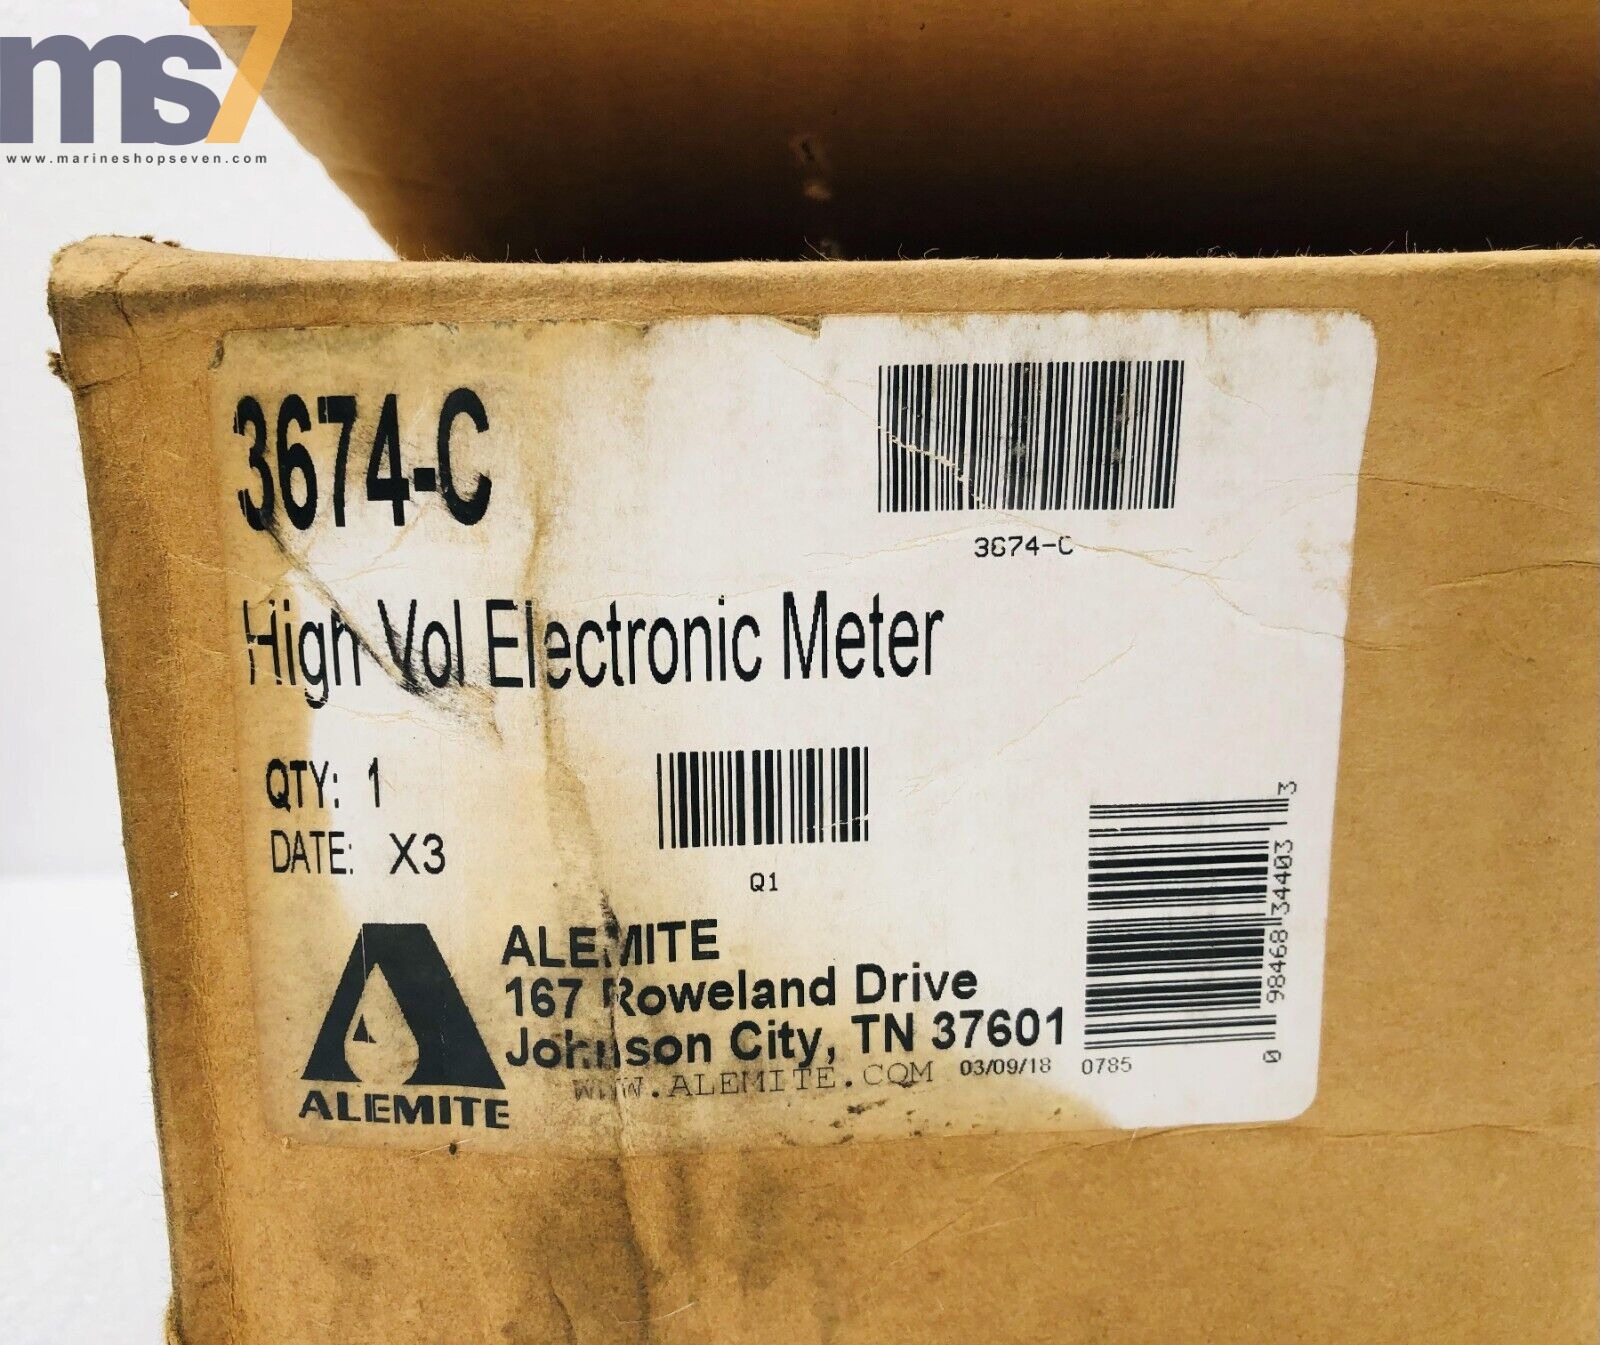 ms7
www.marineshopseven.com
3674-C
3674-C
High Vol Electronic Meter
QTY: 1
DATE: X3
Q1
ALEMITE
167 Roweland Drive
Johnson City, TN 37601
WWW.ALEMITE.COM 03/09/18 0785
ALEMITE
0 98468 34403 3